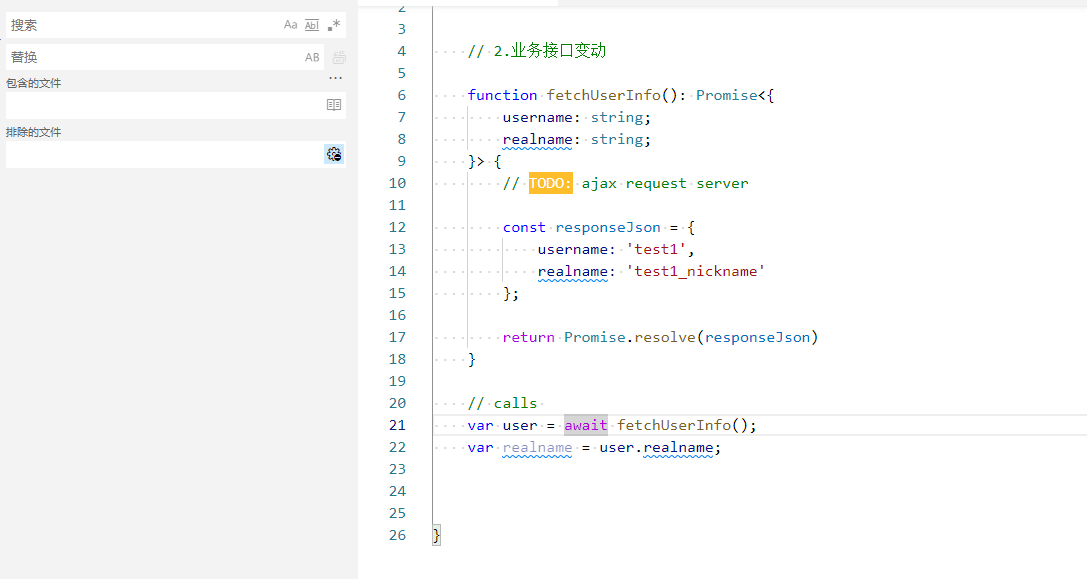 搜索 Aa Abl .*
替换 AB
...
包含的文件
排除的文件
2
3
4 // 2.业务接口变动
5
6 function fetchUserInfo(): Promise<{
7 username: string;
8 realname: string;
9 }> {
10 // TODO: ajax request server
11
12 const responseJson = {
13 username: 'test1',
14 realname: 'test1_nickname'
15 };
16
17 return Promise.resolve(responseJson)
18 }
19
20 // calls
21 var user = await fetchUserInfo();
22 var realname = user.realname;
23
24
25
26 }